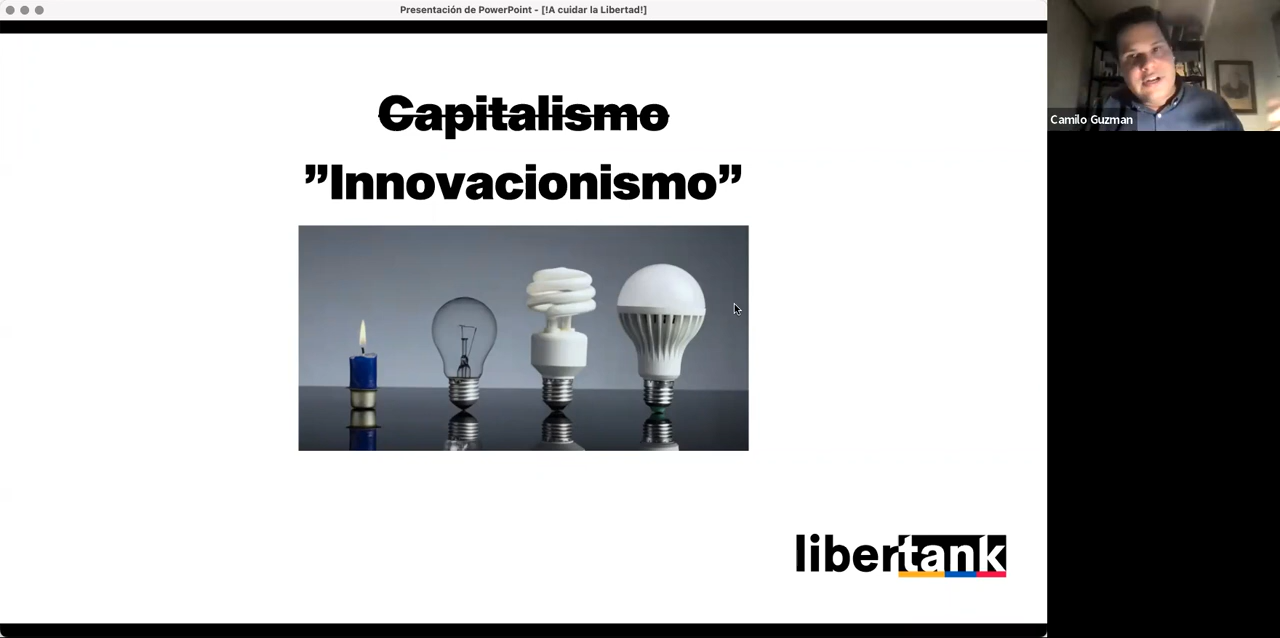 Presentación de PowerPoint - [!A cuidar la Libertad!]
Capitalismo
”Innovacionismo”
libertank
Camilo Guzman